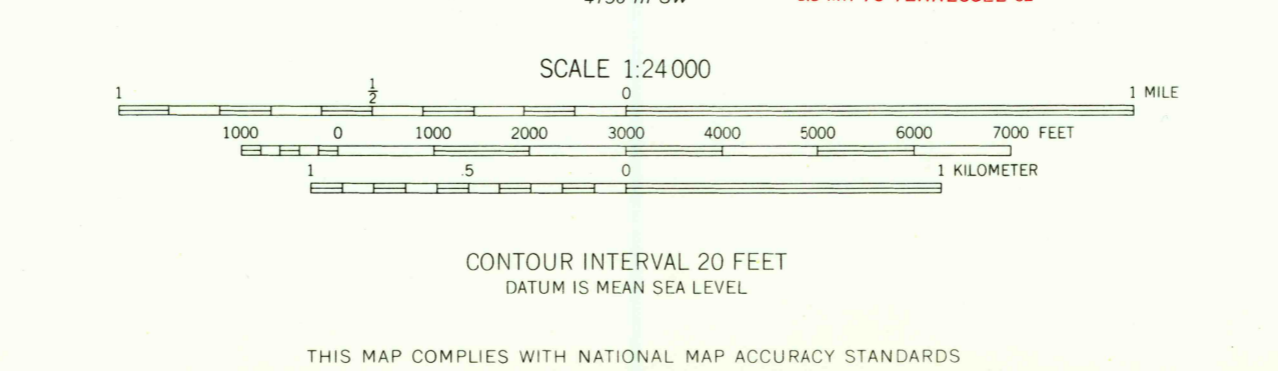 SCALE 1:24 000
1 1/2 0 1 MILE
1000 0 1000 2000 3000 4000 5000 6000 7000 FEET
1 .5 0 1 KILOMETER
CONTOUR INTERVAL 20 FEET
DATUM IS MEAN SEA LEVEL
THIS MAP COMPLIES WITH NATIONAL MAP ACCURACY STANDARDS